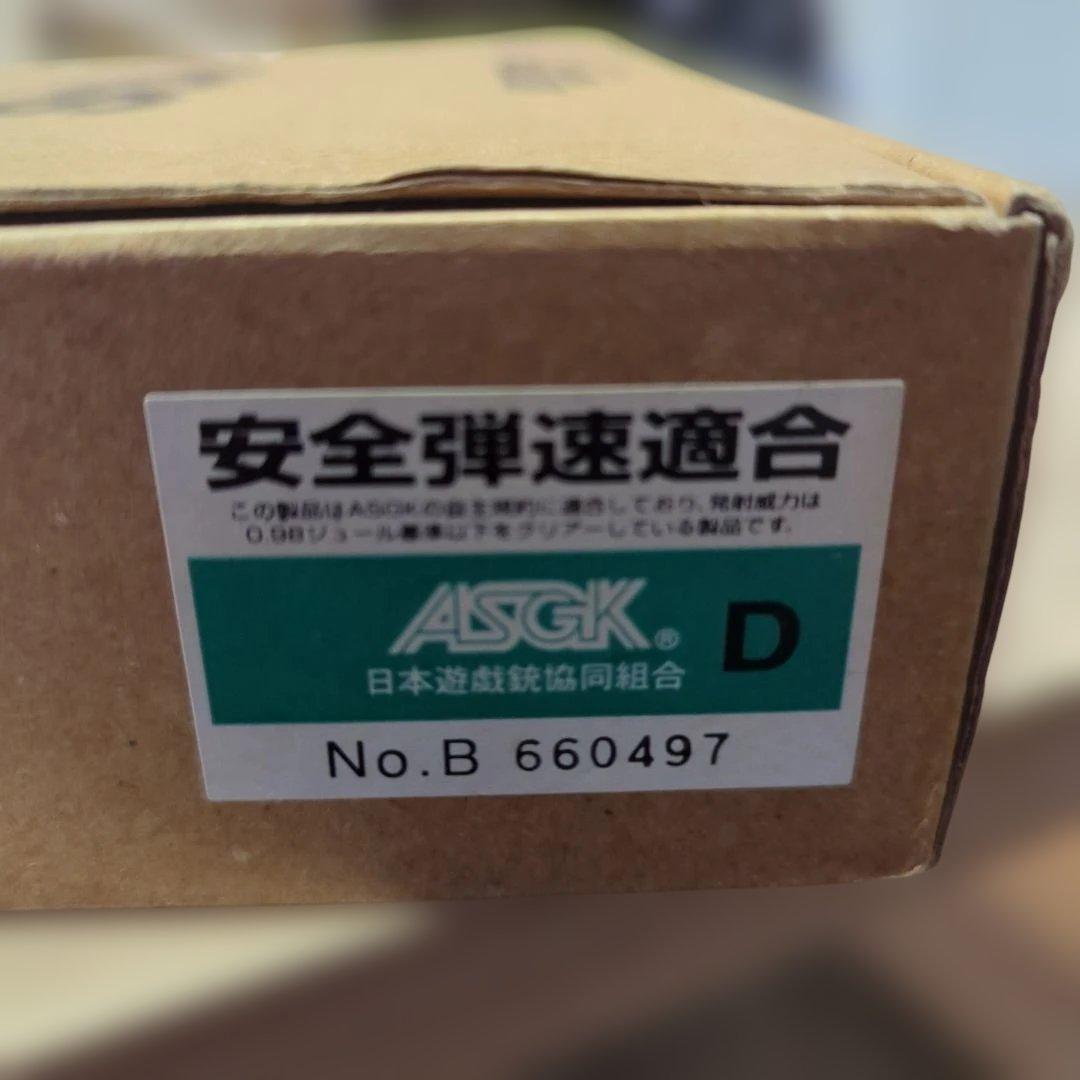 安全弾速適合
この製品はASGKの自主規約に適合しており、発射威力は
0.98ジュール基準以下をクリアーしている製品です。
ASGK® D
日本遊戯銃協同組合
No.B 660497